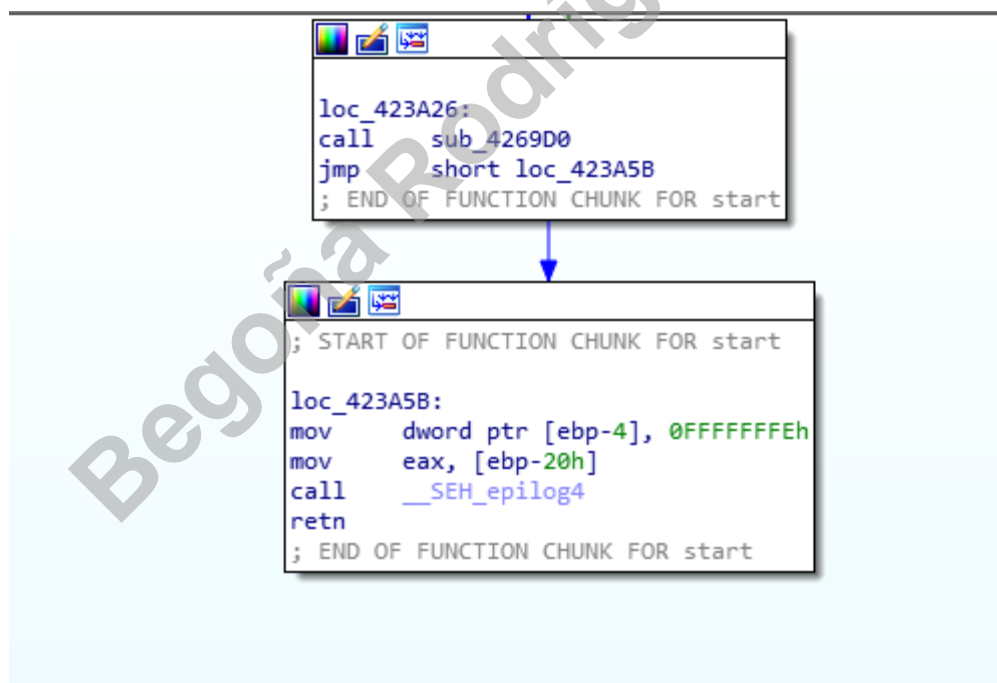 loc_423A26:
call sub_4269D0
jmp short loc_423A5B
; END OF FUNCTION CHUNK FOR start
; START OF FUNCTION CHUNK FOR start
loc_423A5B:
mov dword ptr [ebp-4], 0FFFFFFFEh
mov eax, [ebp-20h]
call __SEH_epilog4
retn
; END OF FUNCTION CHUNK FOR start
Begoña